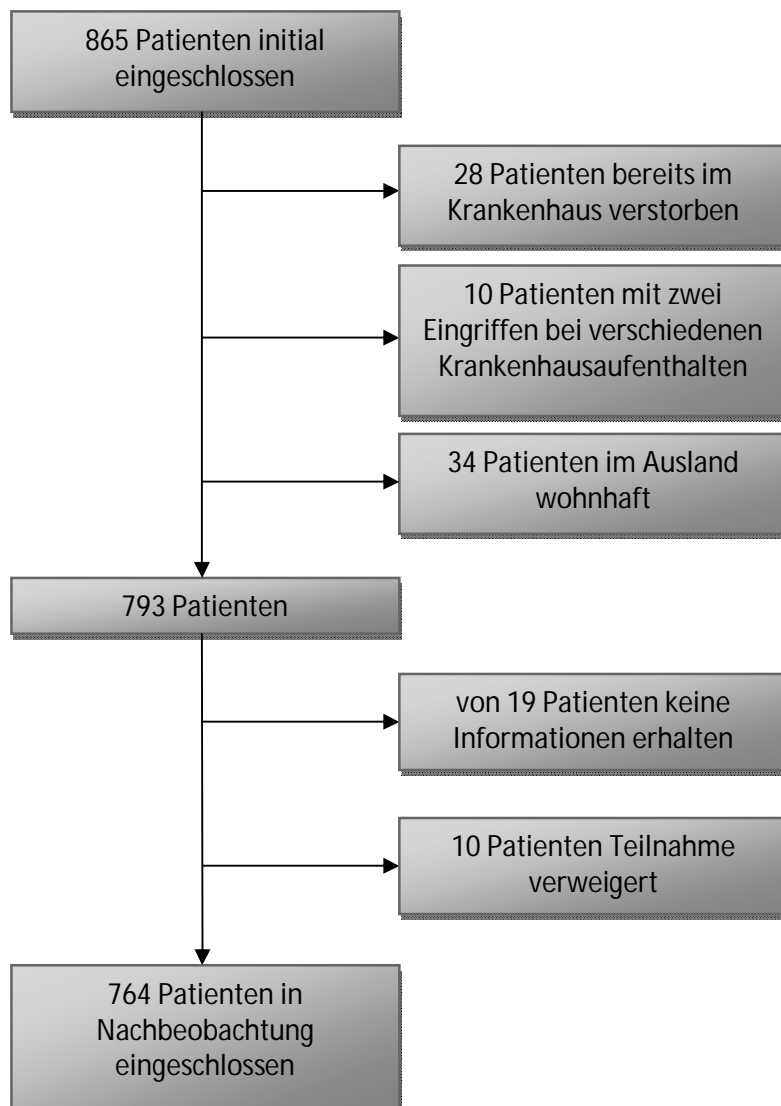 865 Patienten initial
eingeschlossen
28 Patienten bereits im
Krankenhaus verstorben
10 Patienten mit zwei
Eingriffen bei verschiedenen
Krankenhausaufenthalten
34 Patienten im Ausland
wohnhaft
793 Patienten
von 19 Patienten keine
Informationen erhalten
10 Patienten Teilnahme
verweigert
764 Patienten in
Nachbeobachtung
eingeschlossen